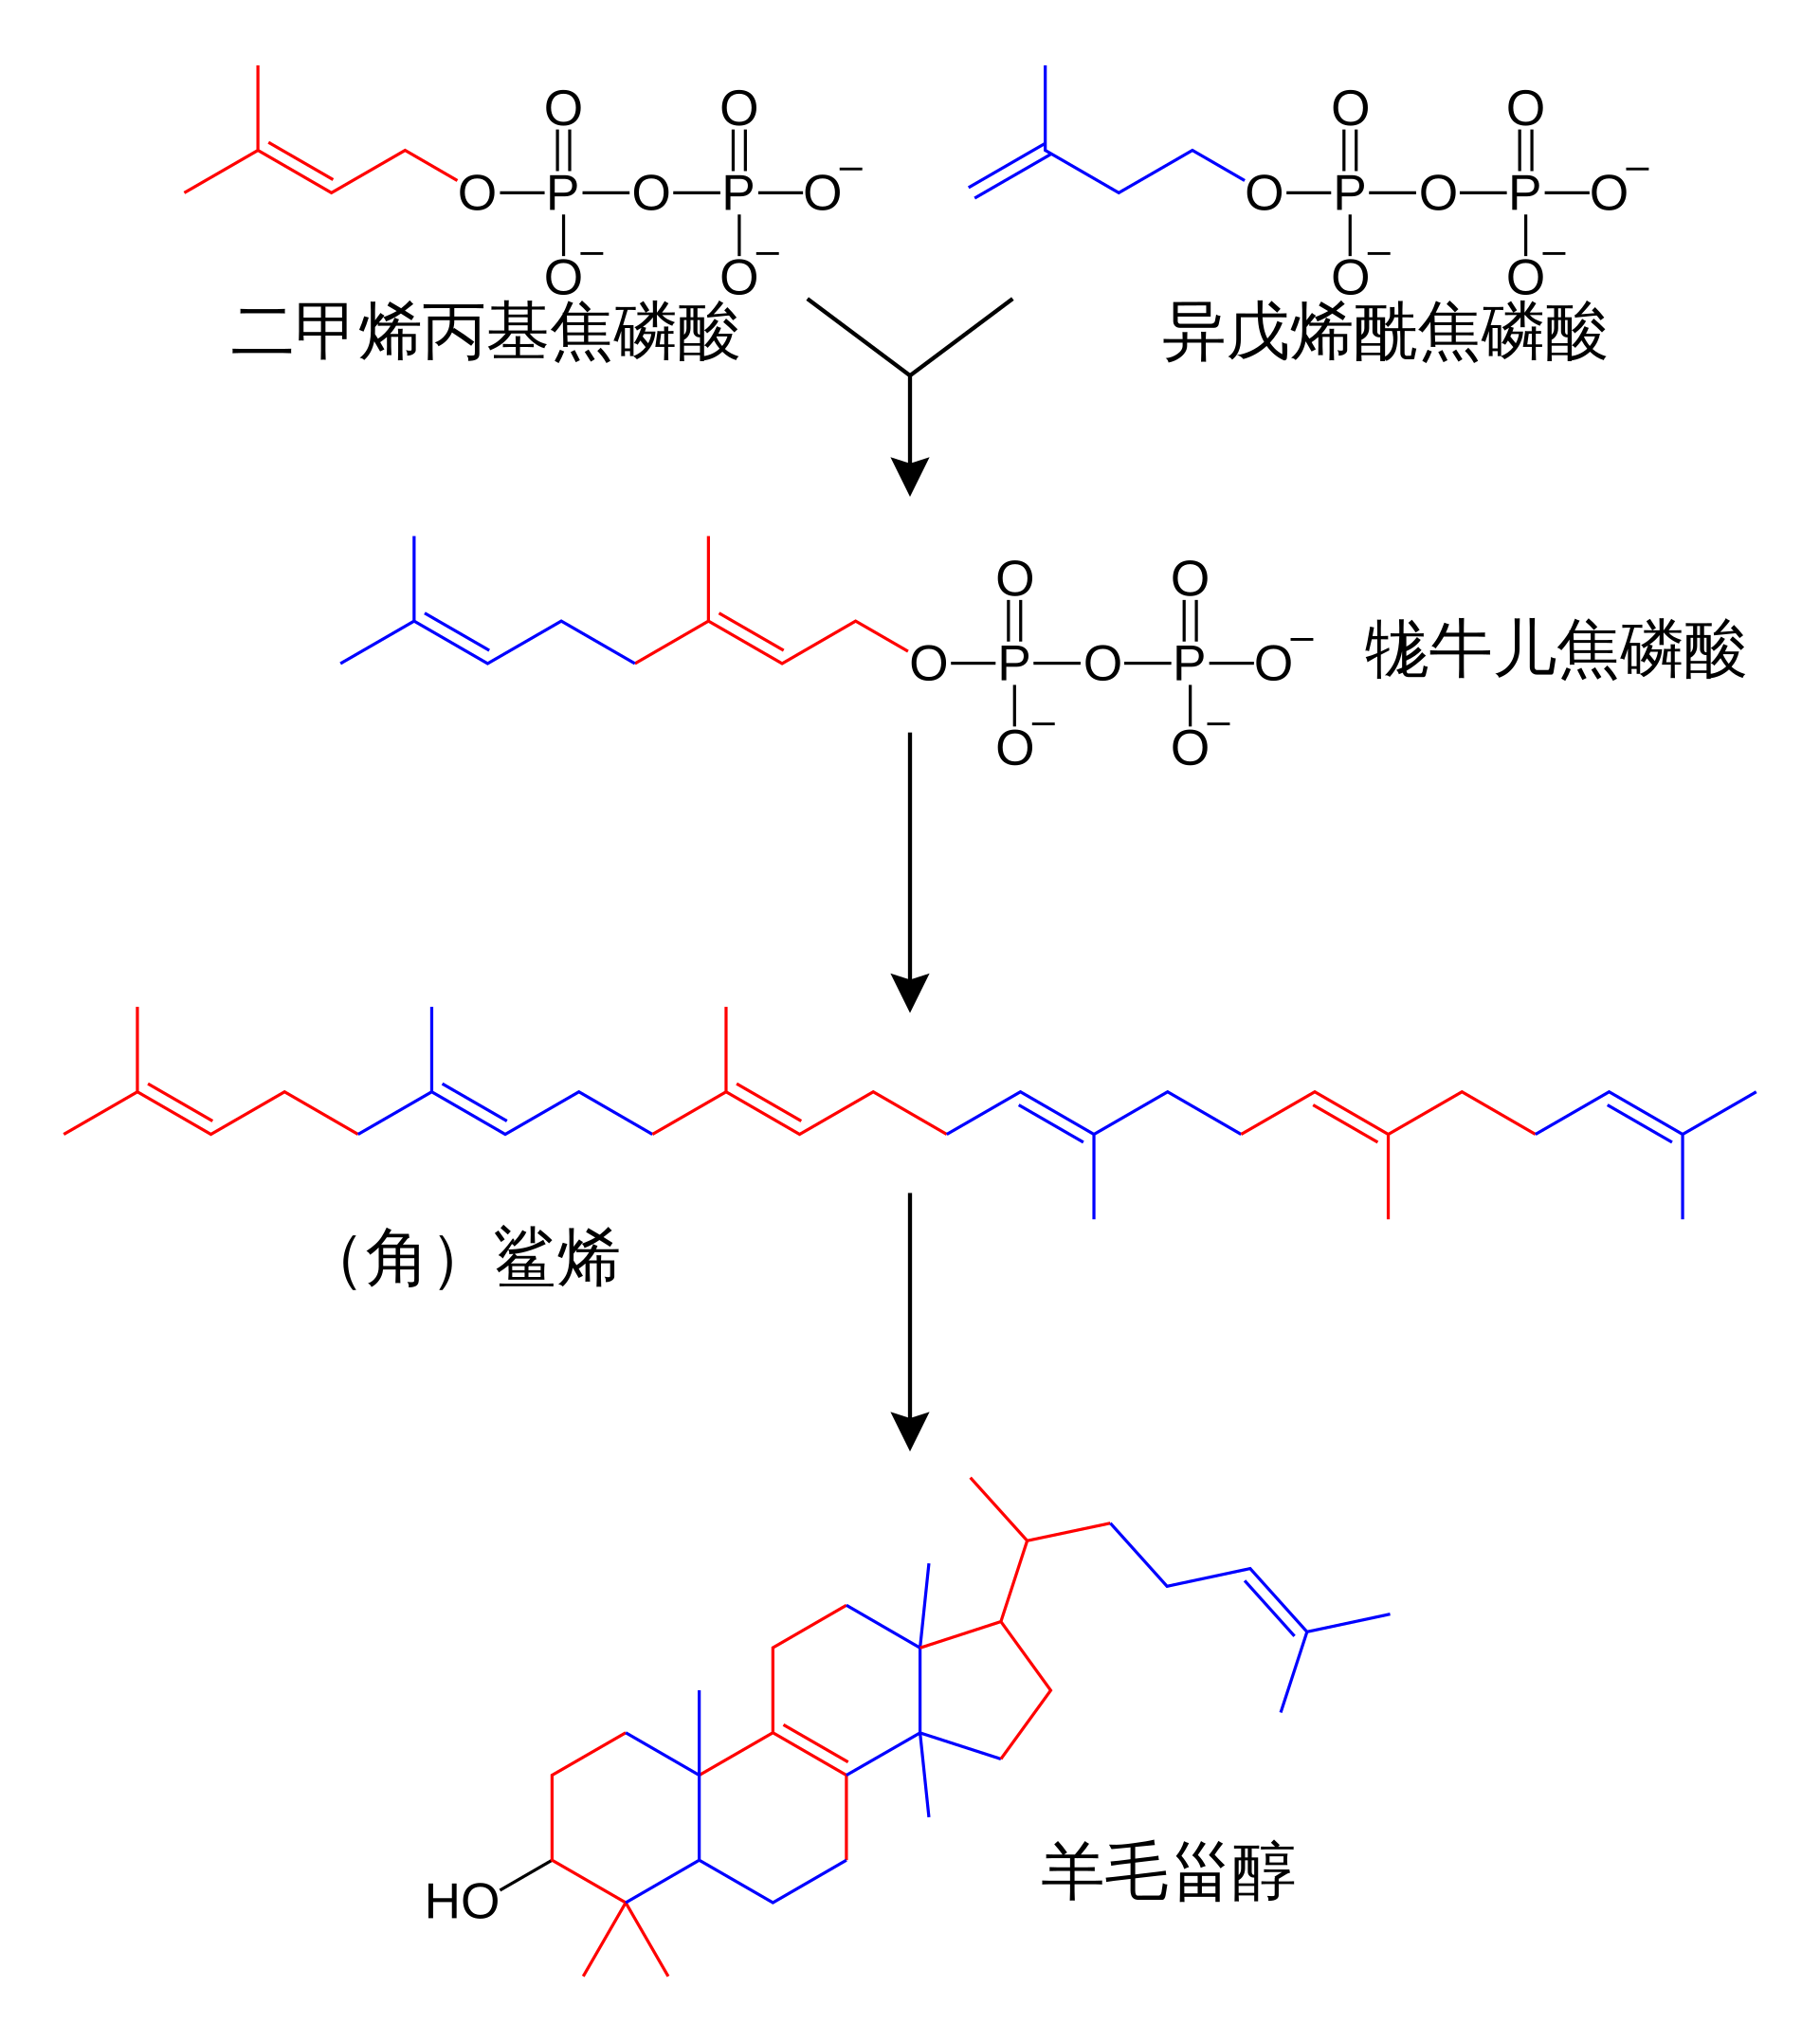 O O O O
O P O P O− O P O P O−
O− O− O− O−
二甲烯丙基焦磷酸
异戊烯酰焦磷酸
O O
O P O P O−
O− O−
牻牛儿焦磷酸
（角）鲨烯
HO
羊毛甾醇